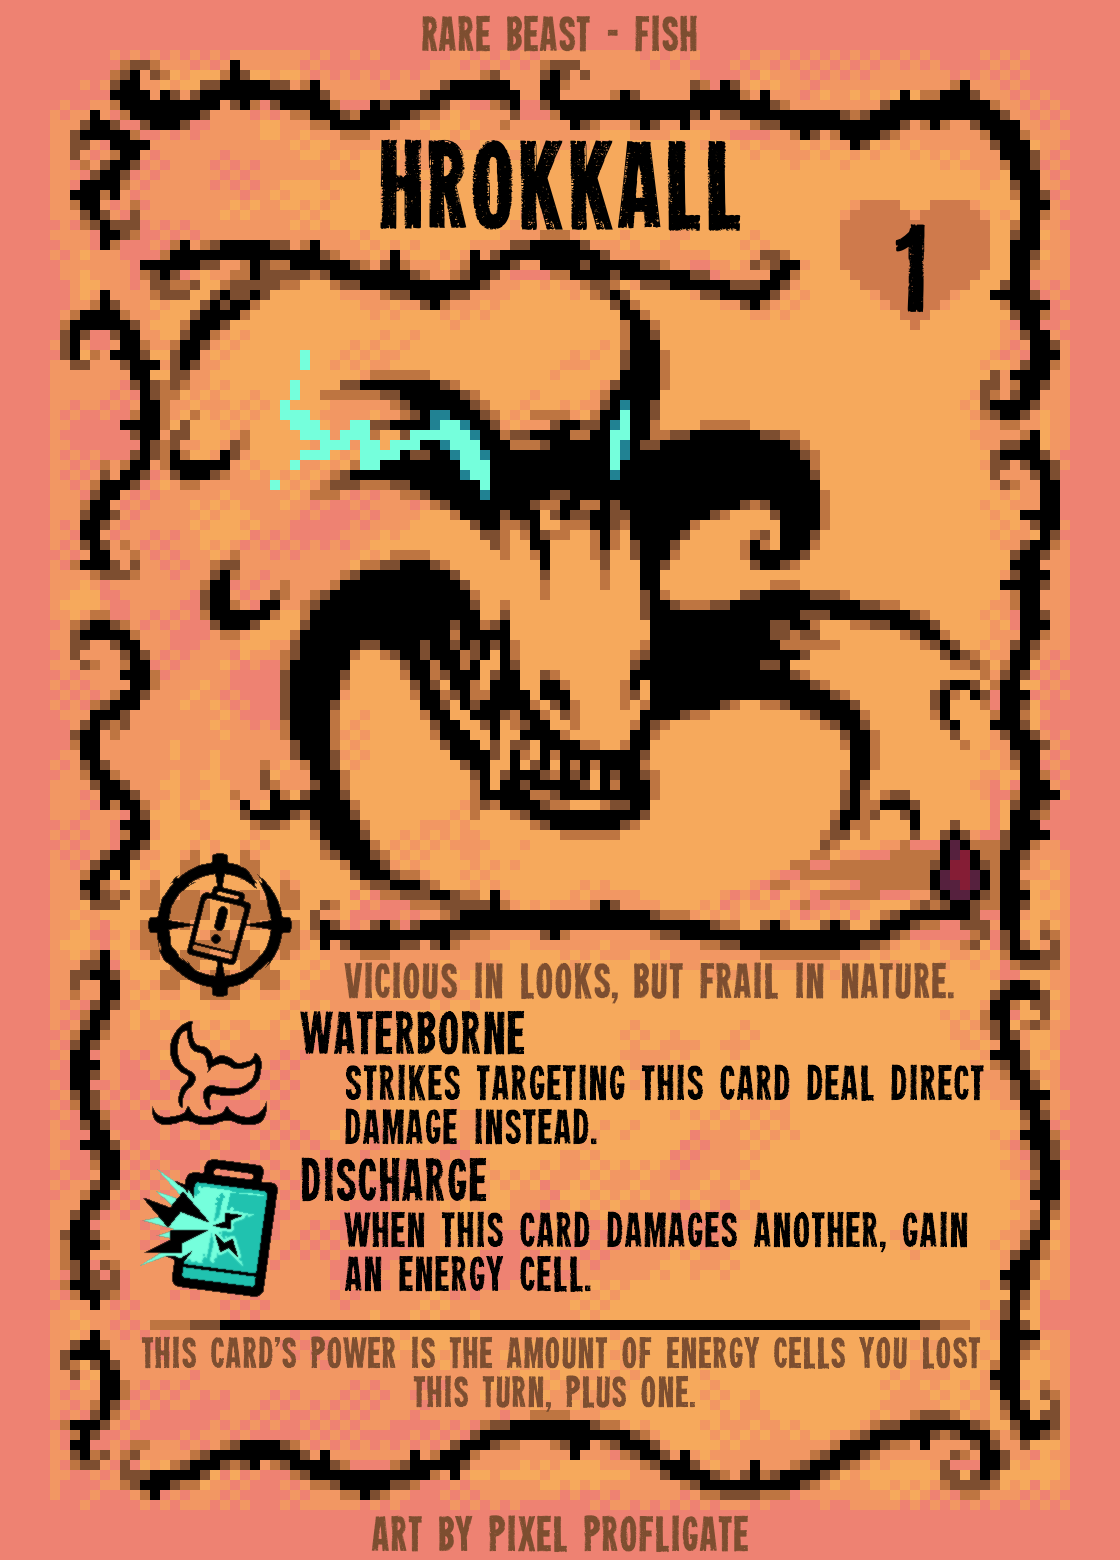 RARE BEAST - FISH
HROKKALL
1
VICIOUS IN LOOKS, BUT FRAIL IN NATURE.
WATERBORNE
STRIKES TARGETING THIS CARD DEAL DIRECT
DAMAGE INSTEAD.
DISCHARGE
WHEN THIS CARD DAMAGES ANOTHER, GAIN
AN ENERGY CELL.
THIS CARD'S POWER IS THE AMOUNT OF ENERGY CELLS YOU LOST
THIS TURN, PLUS ONE.
ART BY PIXEL PROFLIGATE